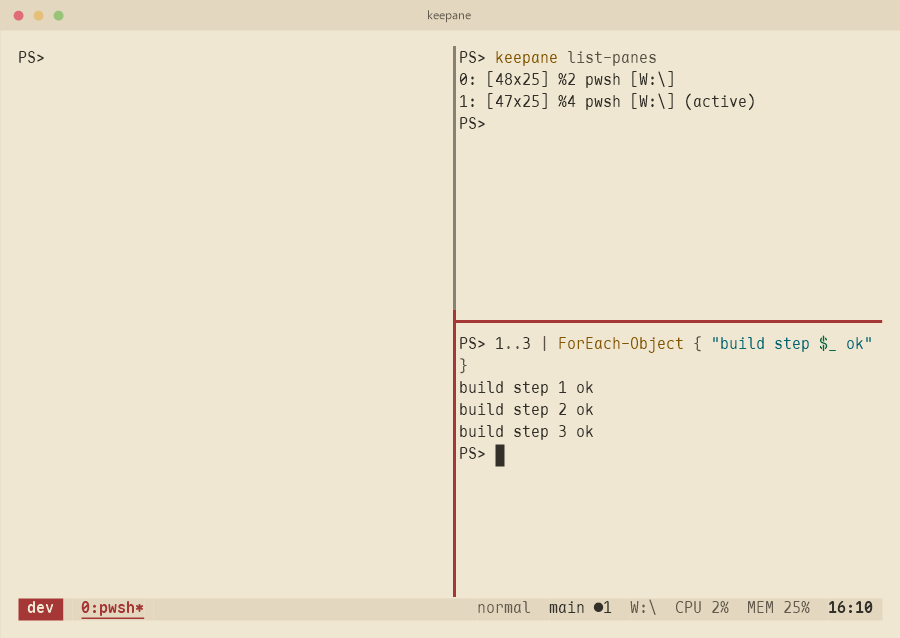 keepane
PS>
PS> keepane list-panes
0: [48x25] %2 pwsh [W:\]
1: [47x25] %4 pwsh [W:\] (active)
PS>
PS> 1..3 | ForEach-Object { "build step $_ ok"
}
build step 1 ok
build step 2 ok
build step 3 ok
PS>
dev 0:pwsh* normal main ●1 W:\ CPU 2% MEM 25% 16:10